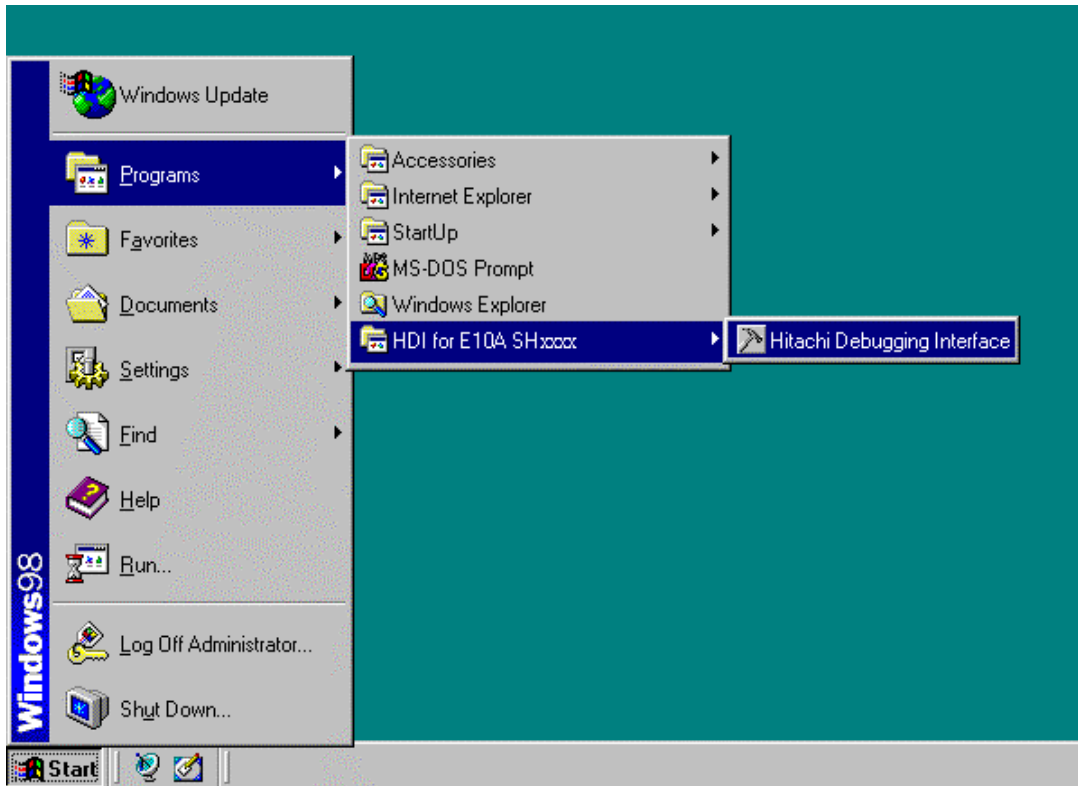 Windows Update
Programs
Favorites
Documents
Settings
Find
Help
Run...
Log Off Administrator...
Shut Down...
Windows98
Accessories
Internet Explorer
StartUp
MS-DOS Prompt
Windows Explorer
HDI for E10A SHxxxx
Hitachi Debugging Interface
Start